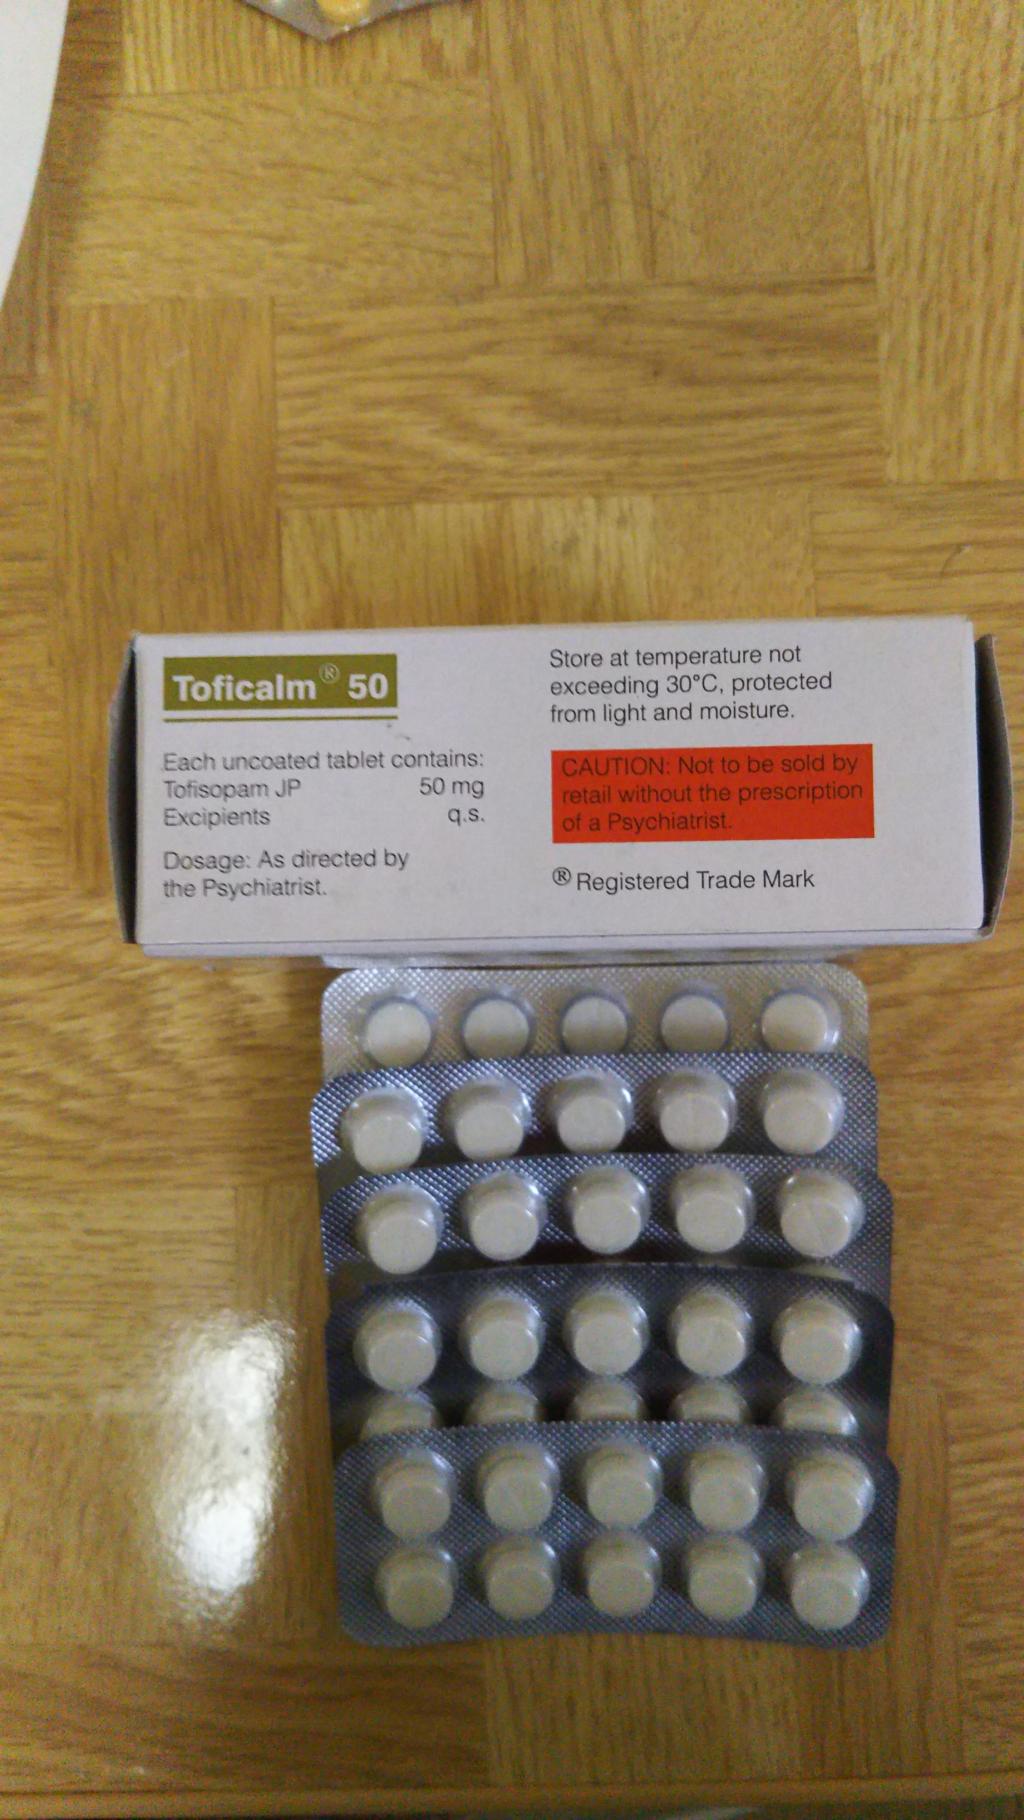 Toficalm® 50
Each uncoated tablet contains:
Tofisopam JP 50 mg
Excipients q.s.
Dosage: As directed by
the Psychiatrist.
Store at temperature not
exceeding 30°C, protected
from light and moisture.
CAUTION: Not to be sold by
retail without the prescription
of a Psychiatrist.
® Registered Trade Mark